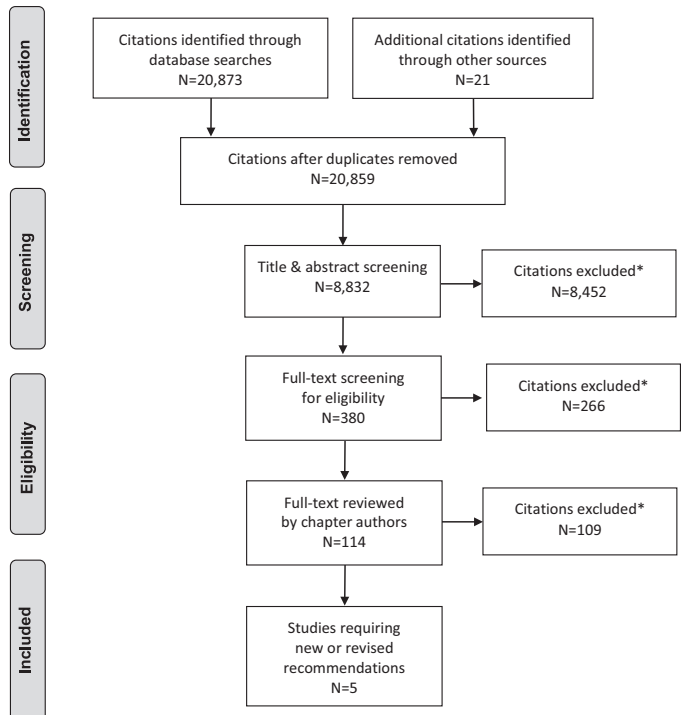 Identification
Citations identified through
database searches
N=20,873
Additional citations identified
through other sources
N=21
Citations after duplicates removed
N=20,859
Screening
Title & abstract screening
N=8,832
Citations excluded*
N=8,452
Eligibility
Full-text screening
for eligibility
N=380
Citations excluded*
N=266
Full-text reviewed
by chapter authors
N=114
Citations excluded*
N=109
Included
Studies requiring
new or revised
recommendations
N=5